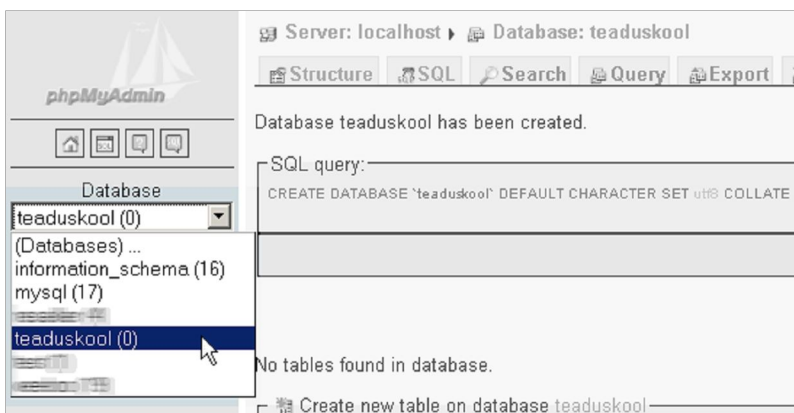 phpMyAdmin
Database
teaduskool (0)
(Databases) ...
information_schema (16)
mysql (17)
teaduskool (0)
Server: localhost Database: teaduskool
Structure SQL Search Query Export
Database teaduskool has been created.
SQL query:
CREATE DATABASE `teaduskool` DEFAULT CHARACTER SET utf8 COLLATE
No tables found in database.
Create new table on database teaduskool